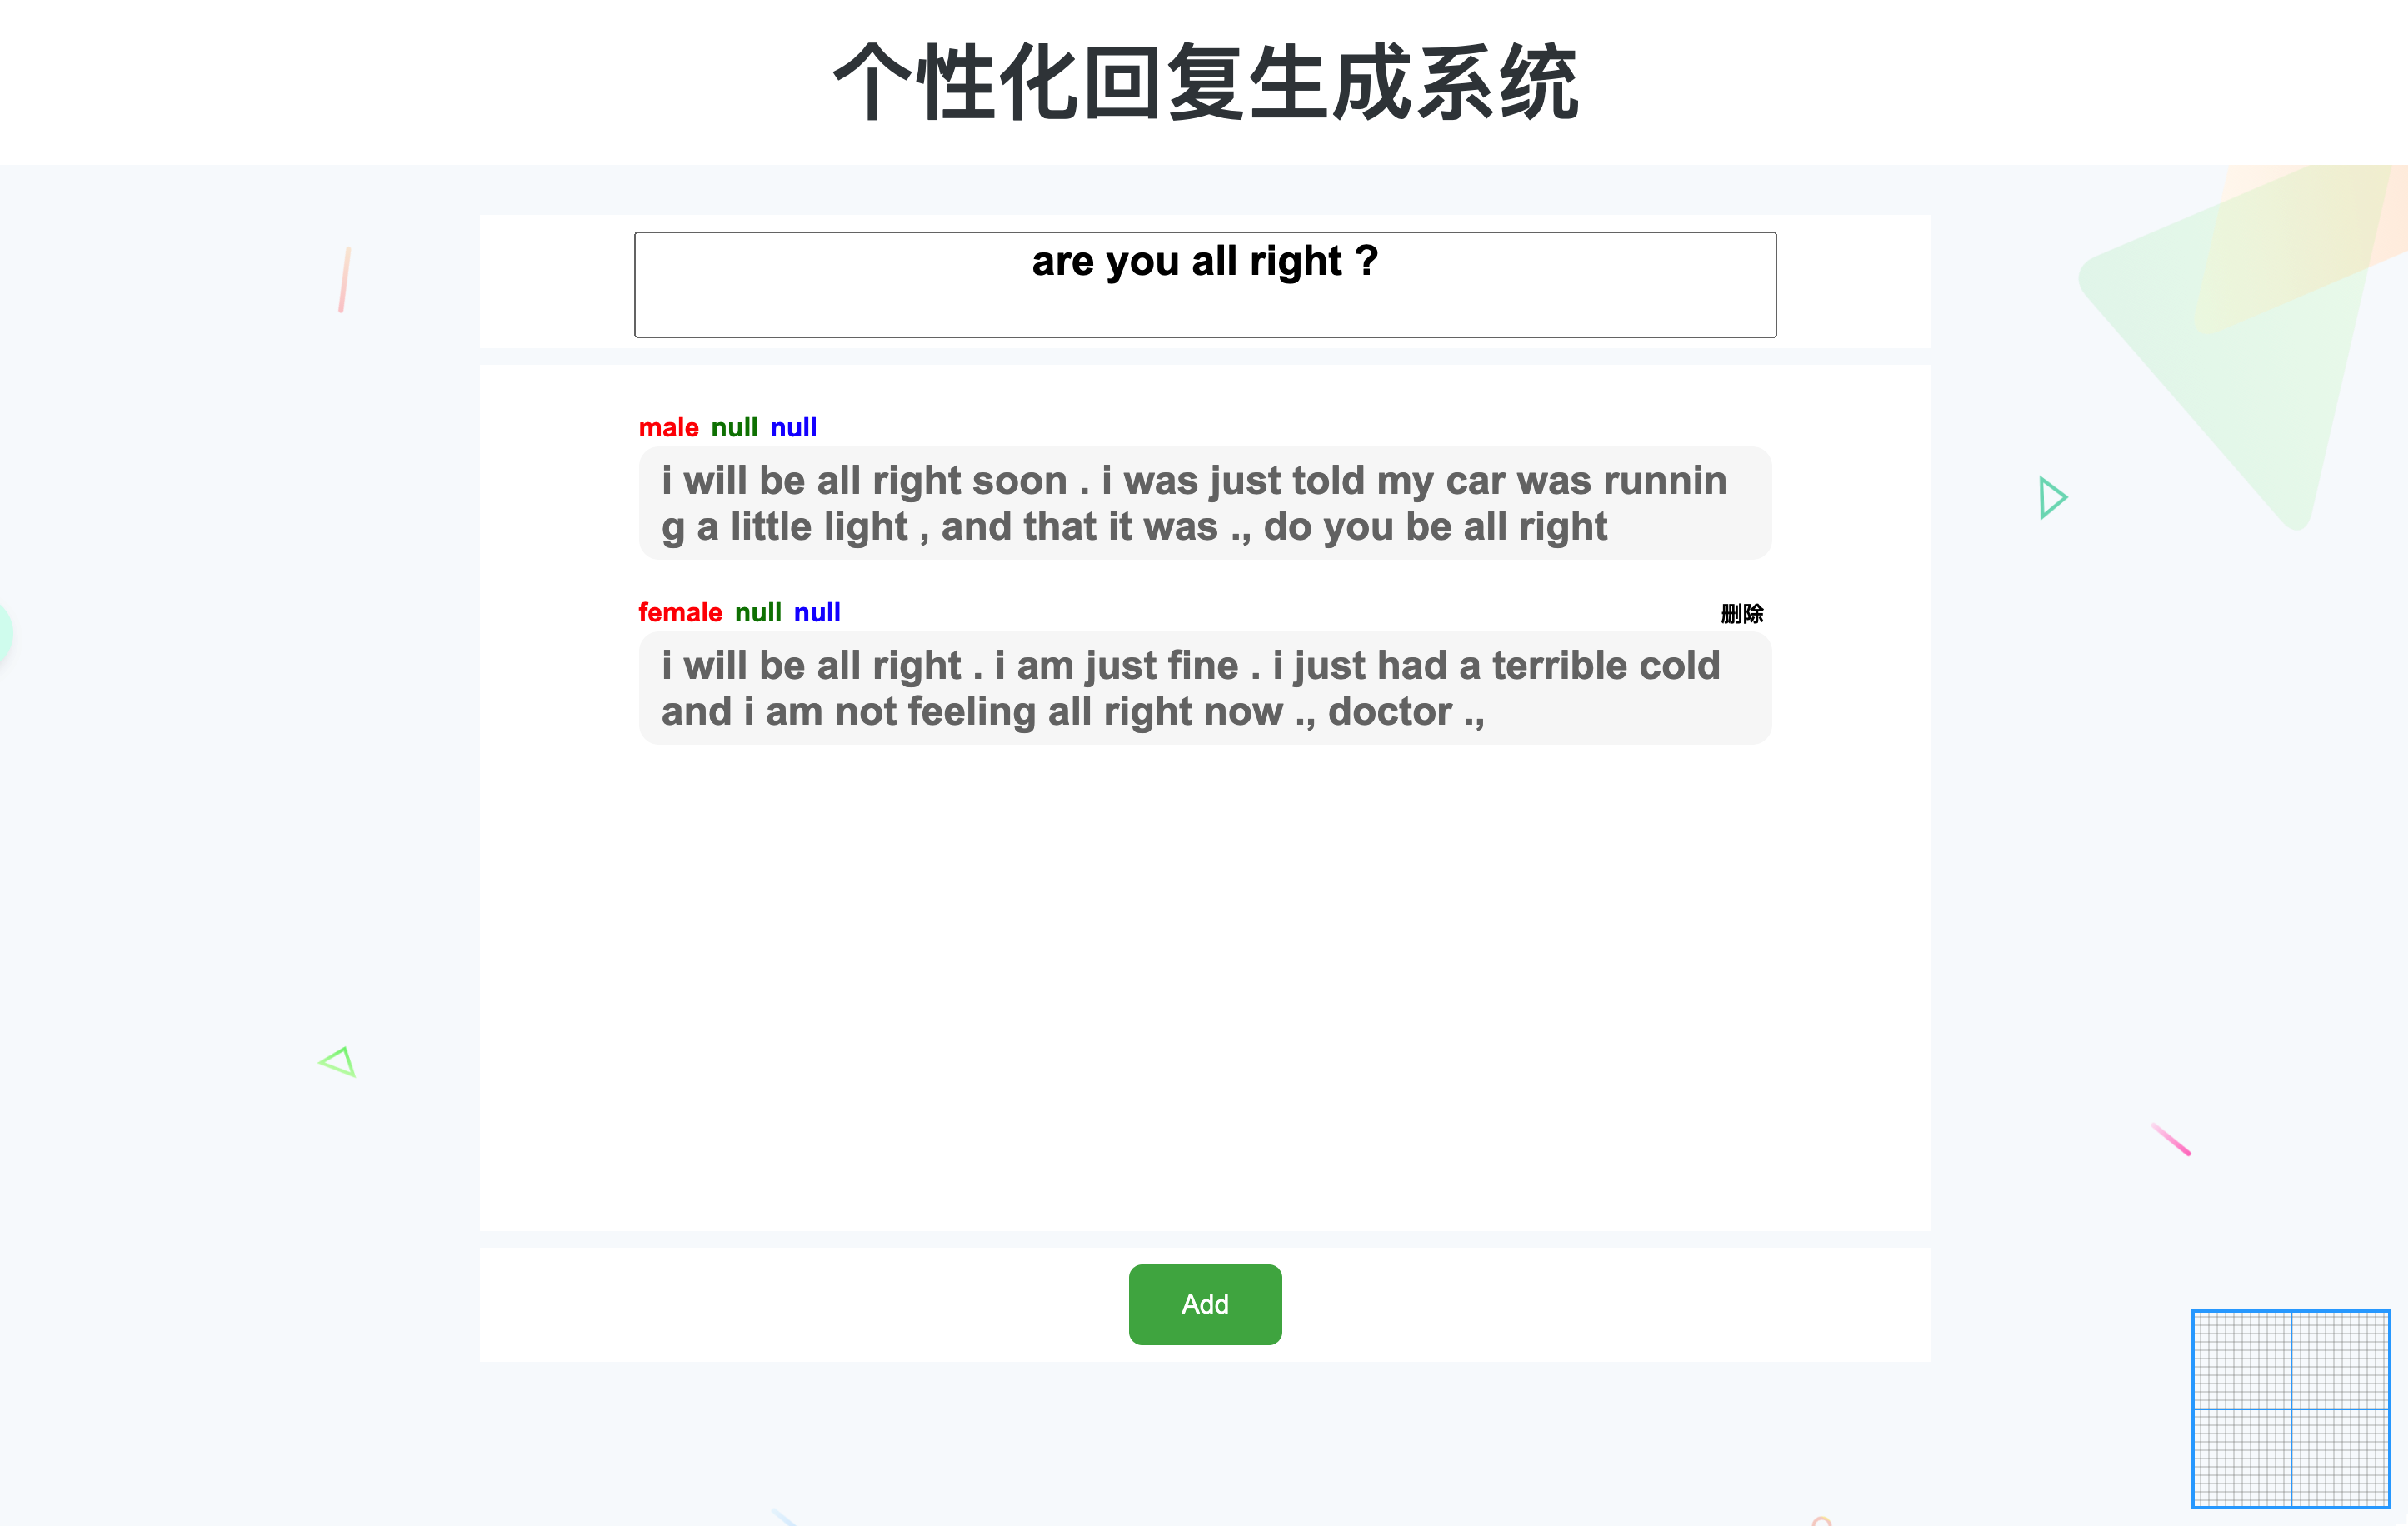 个性化回复生成系统
are you all right ?
male null null
i will be all right soon . i was just told my car was runnin
g a little light , and that it was ., do you be all right
female null null 删除
i will be all right . i am just fine . i just had a terrible cold
and i am not feeling all right now ., doctor .,
Add